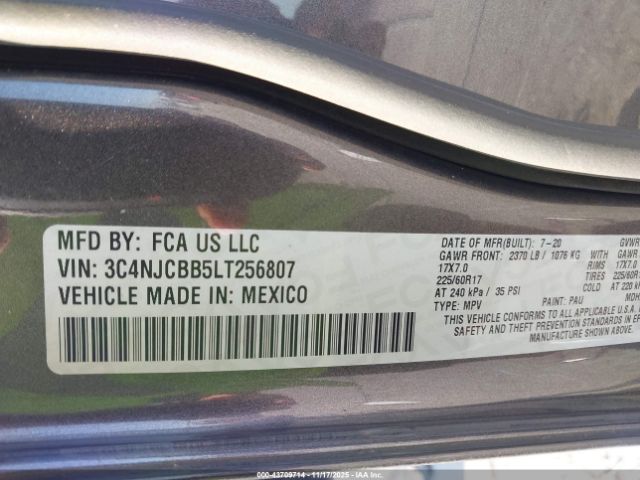 MFD BY: FCA US LLC
VIN: 3C4NJCBB5LT256807
VEHICLE MADE IN: MEXICO
DATE OF MFR(BUILT): 7-20 GVWR
GAWR FRONT: 2370 LB / 1076 KG WITH GAWR
17X7.0 RIMS 17X7.0
225/60R17 TIRES 225/60R
AT 240 kPa / 35 PSI COLD AT 220 k
TYPE: MPV PAINT: PAU MDH
THIS VEHICLE CONFORMS TO ALL APPLICABLE U.S.A.
SAFETY AND THEFT PREVENTION STANDARDS IN EF
SHOWN ABOVE.
000-43709714 - 11/17/2025 - IAAI.COM